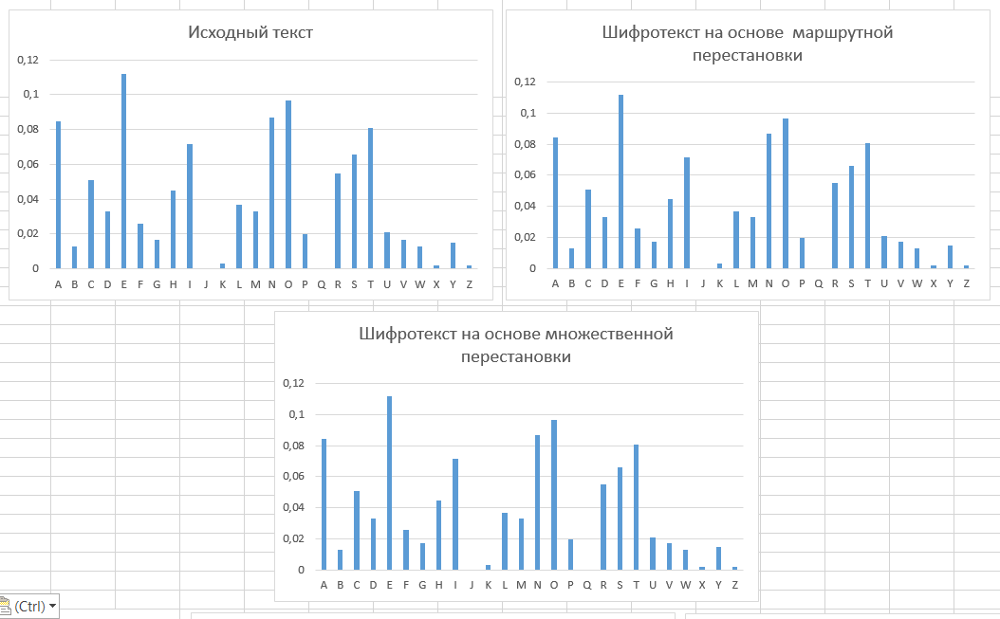 Исходный текст
0,12
0,1
0,08
0,06
0,04
0,02
0
A B C D E F G H I J K L M N O P Q R S T U V W X Y Z
Шифротекст на основе маршрутной
перестановки
0,12
0,1
0,08
0,06
0,04
0,02
0
A B C D E F G H I J K L M N O P Q R S T U V W X Y Z
Шифротекст на основе множественной
перестановки
0,12
0,1
0,08
0,06
0,04
0,02
0
A B C D E F G H I J K L M N O P Q R S T U V W X Y Z
(Ctrl)